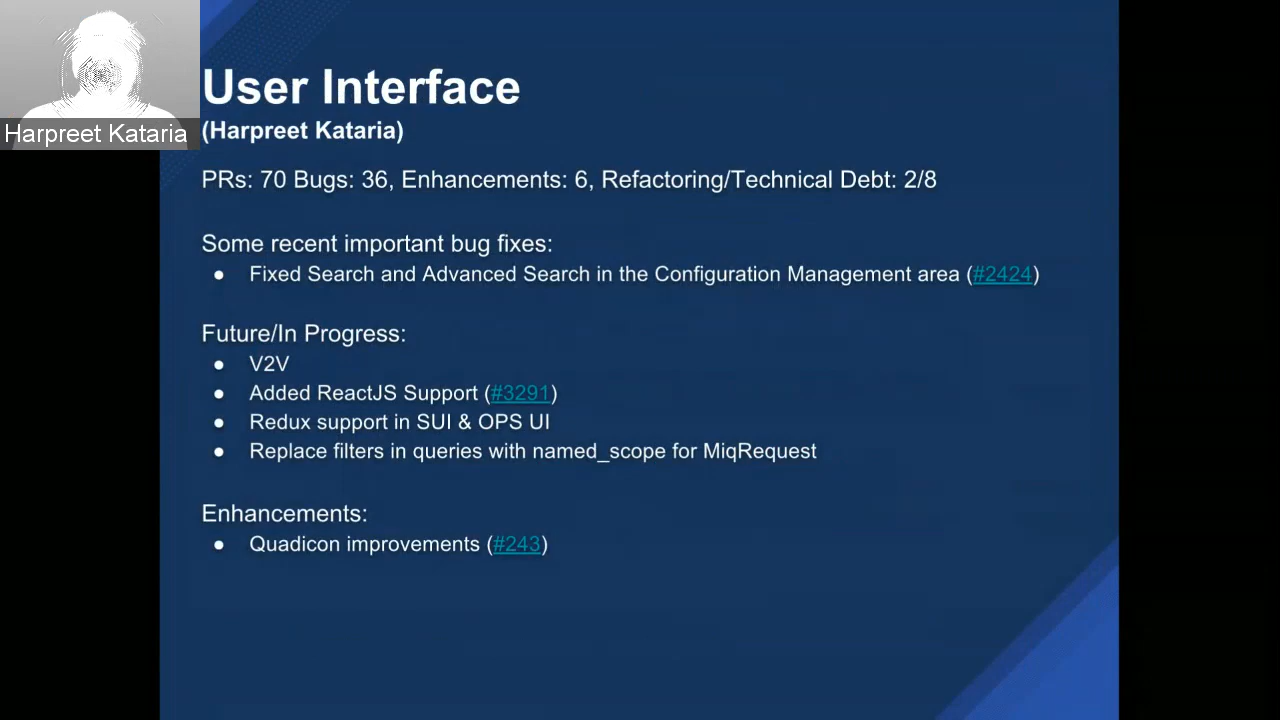 User Interface
Harpreet Kataria
(Harpreet Kataria)
PRs: 70 Bugs: 36, Enhancements: 6, Refactoring/Technical Debt: 2/8
Some recent important bug fixes:
● Fixed Search and Advanced Search in the Configuration Management area (#2424)
Future/In Progress:
● V2V
● Added ReactJS Support (#3291)
● Redux support in SUI & OPS UI
● Replace filters in queries with named_scope for MiqRequest
Enhancements:
● Quadicon improvements (#243)